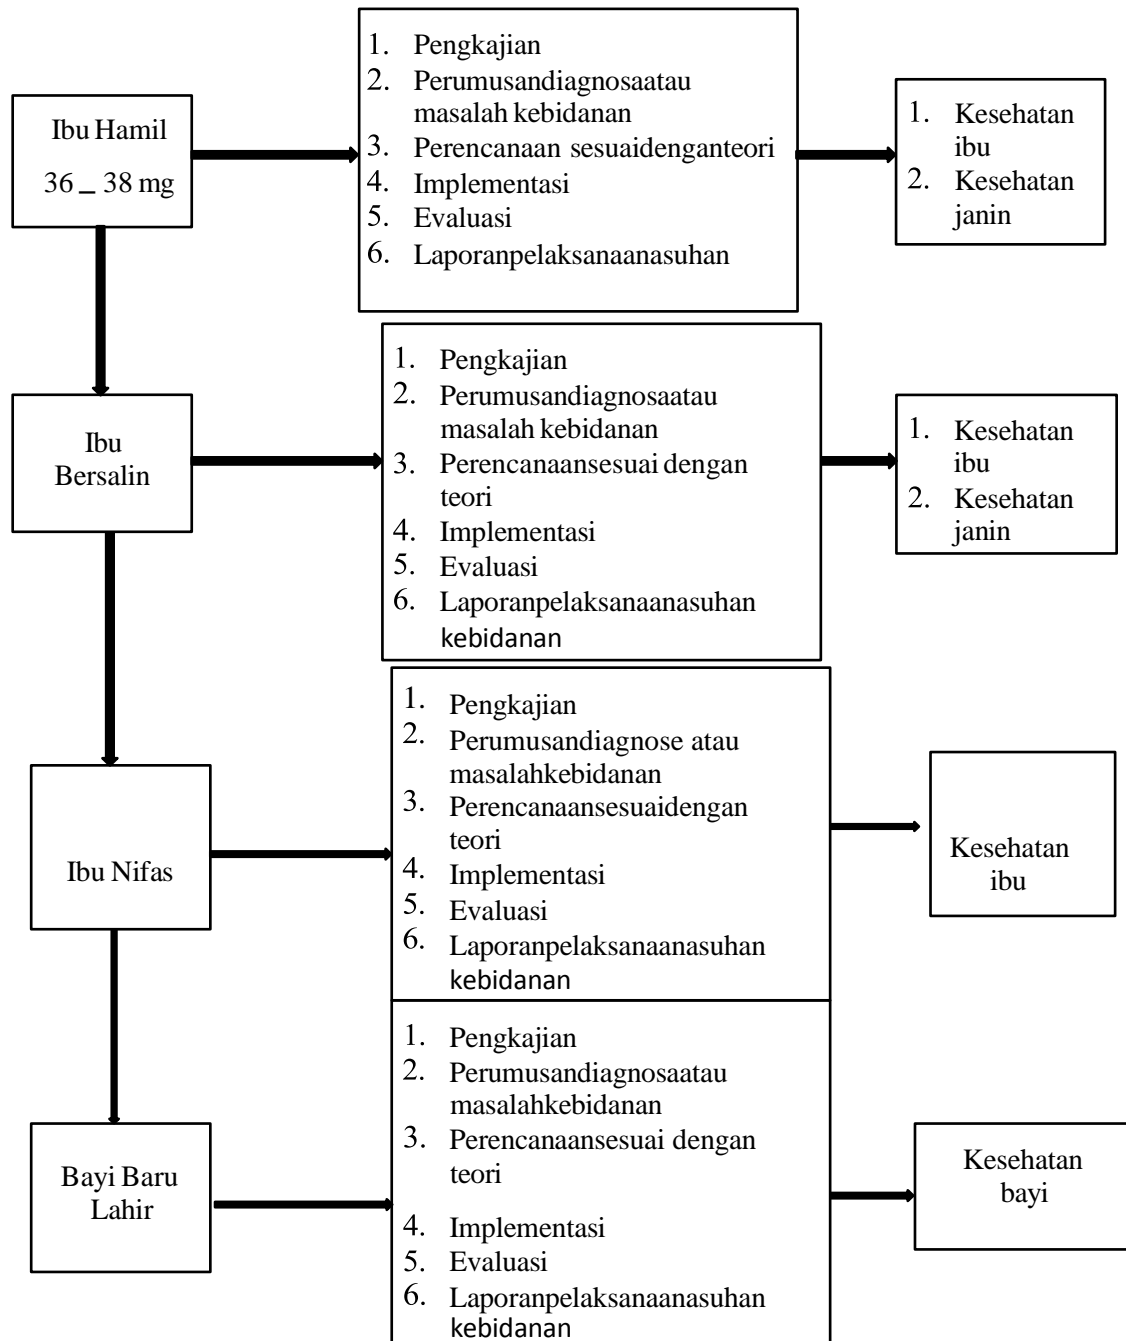 Ibu Hamil
36 _ 38 mg
1. Pengkajian
2. Perumusandiagnosaatau
masalah kebidanan
3. Perencanaan sesuaidenganteori
4. Implementasi
5. Evaluasi
6. Laporanpelaksanaanasuhan
1. Kesehatan
ibu
2. Kesehatan
janin
Ibu
Bersalin
1. Pengkajian
2. Perumusandiagnosaatau
masalah kebidanan
3. Perencanaansesuai dengan
teori
4. Implementasi
5. Evaluasi
6. Laporanpelaksanaanasuhan
kebidanan
1. Kesehatan
ibu
2. Kesehatan
janin
Ibu Nifas
1. Pengkajian
2. Perumusandiagnose atau
masalahkebidanan
3. Perencanaansesuaidengan
teori
4. Implementasi
5. Evaluasi
6. Laporanpelaksanaanasuhan
kebidanan
Kesehatan
ibu
Bayi Baru
Lahir
1. Pengkajian
2. Perumusandiagnosaatau
masalahkebidanan
3. Perencanaansesuai dengan
teori
4. Implementasi
5. Evaluasi
6. Laporanpelaksanaanasuhan
kebidanan
Kesehatan
bayi